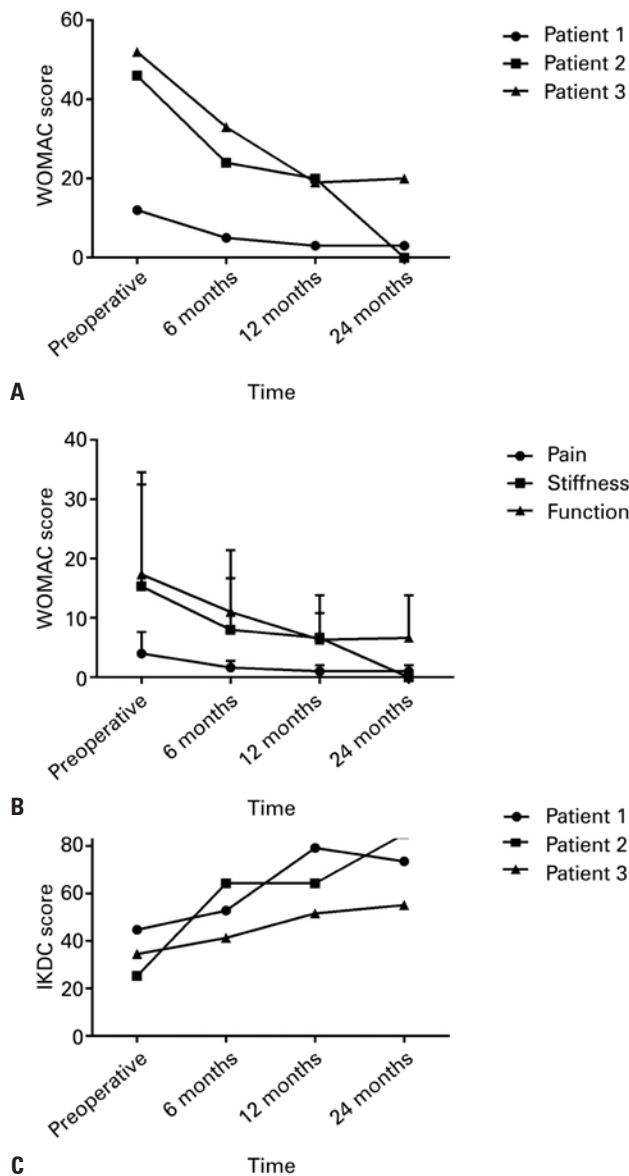 60
40
20
0
WOMAC score
Patient 1
Patient 2
Patient 3
Preoperative
6 months
12 months
24 months
Time
A
40
30
20
10
0
WOMAC score
Pain
Stiffness
Function
Preoperative
6 months
12 months
24 months
Time
B
80
60
40
20
0
IKDC score
Patient 1
Patient 2
Patient 3
Preoperative
6 months
12 months
24 months
Time
C